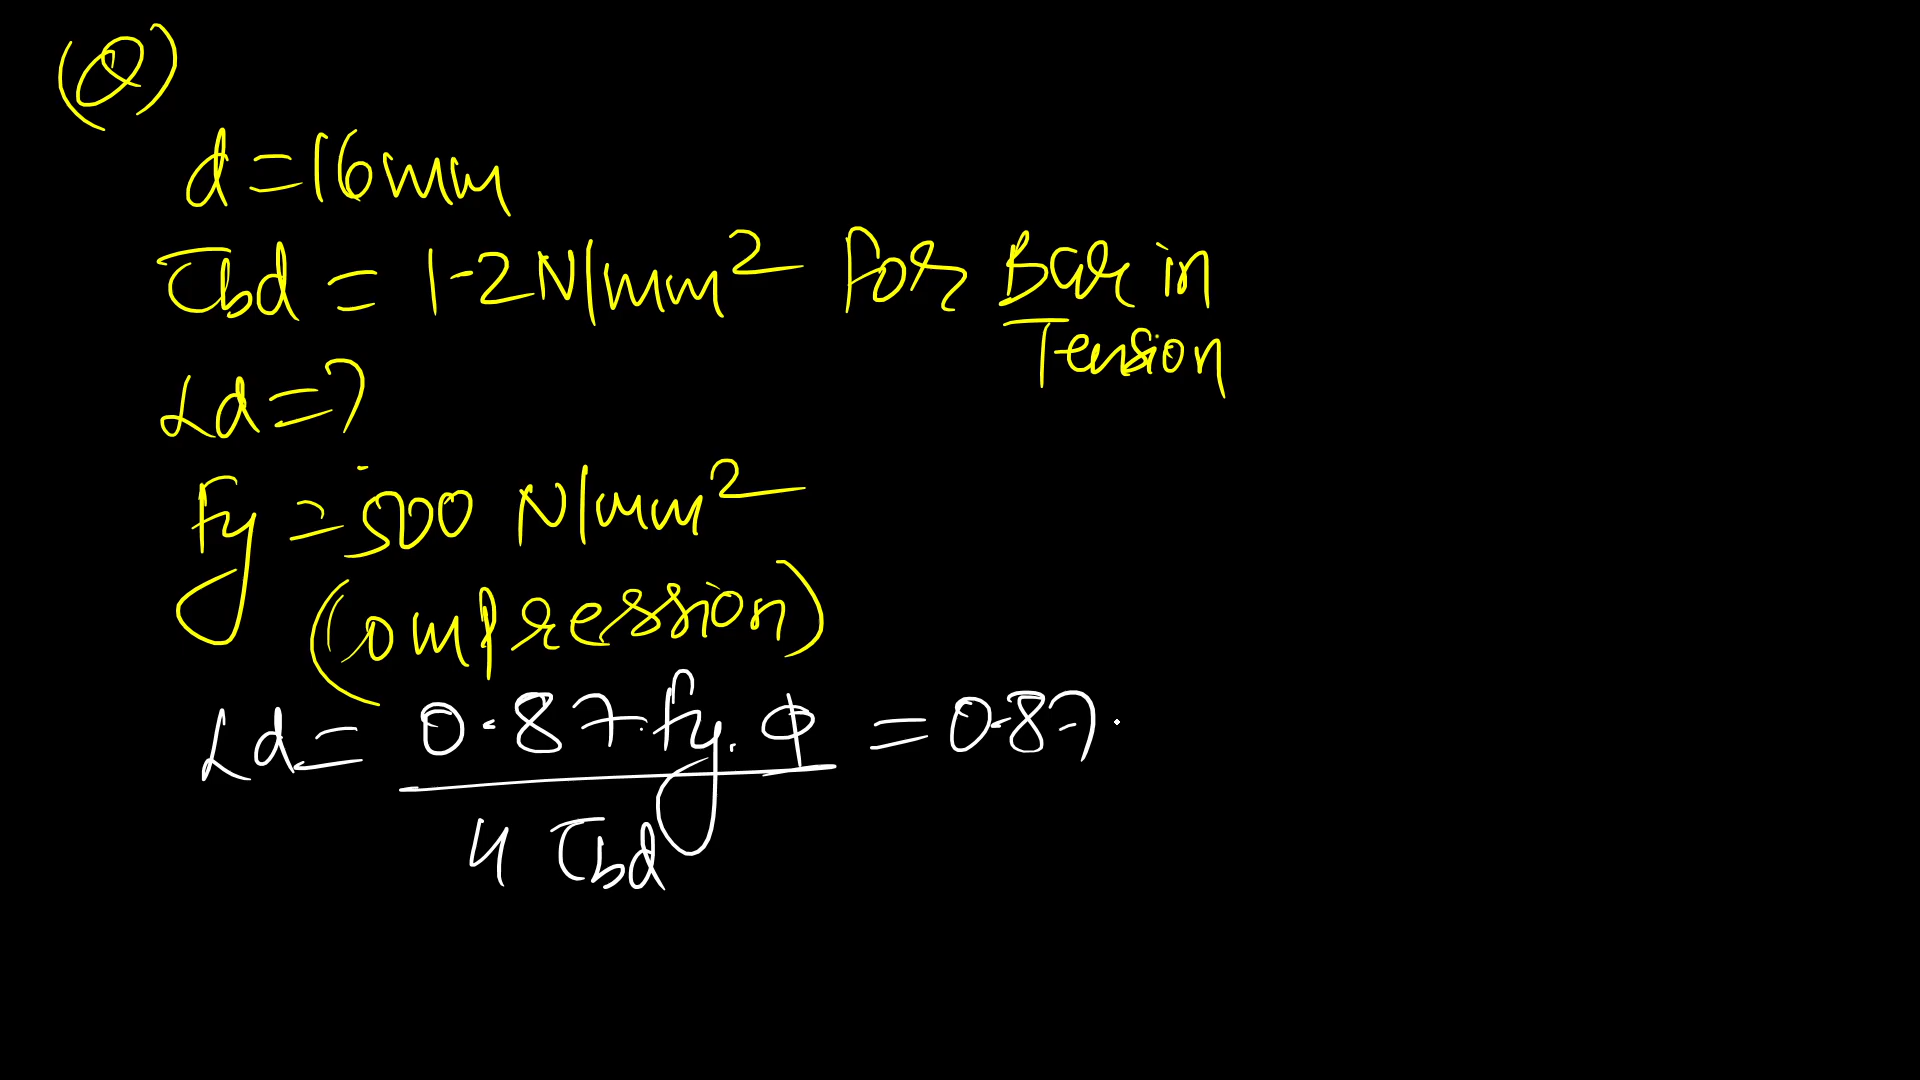 (Q)
d=16mm
τbd = 1.2N/mm² For Bar in
Tension
Ld=?
Fy = 500 N/mm²
(Compression)
Ld = 0.87.fy.Φ = 0.87.
4 τbd